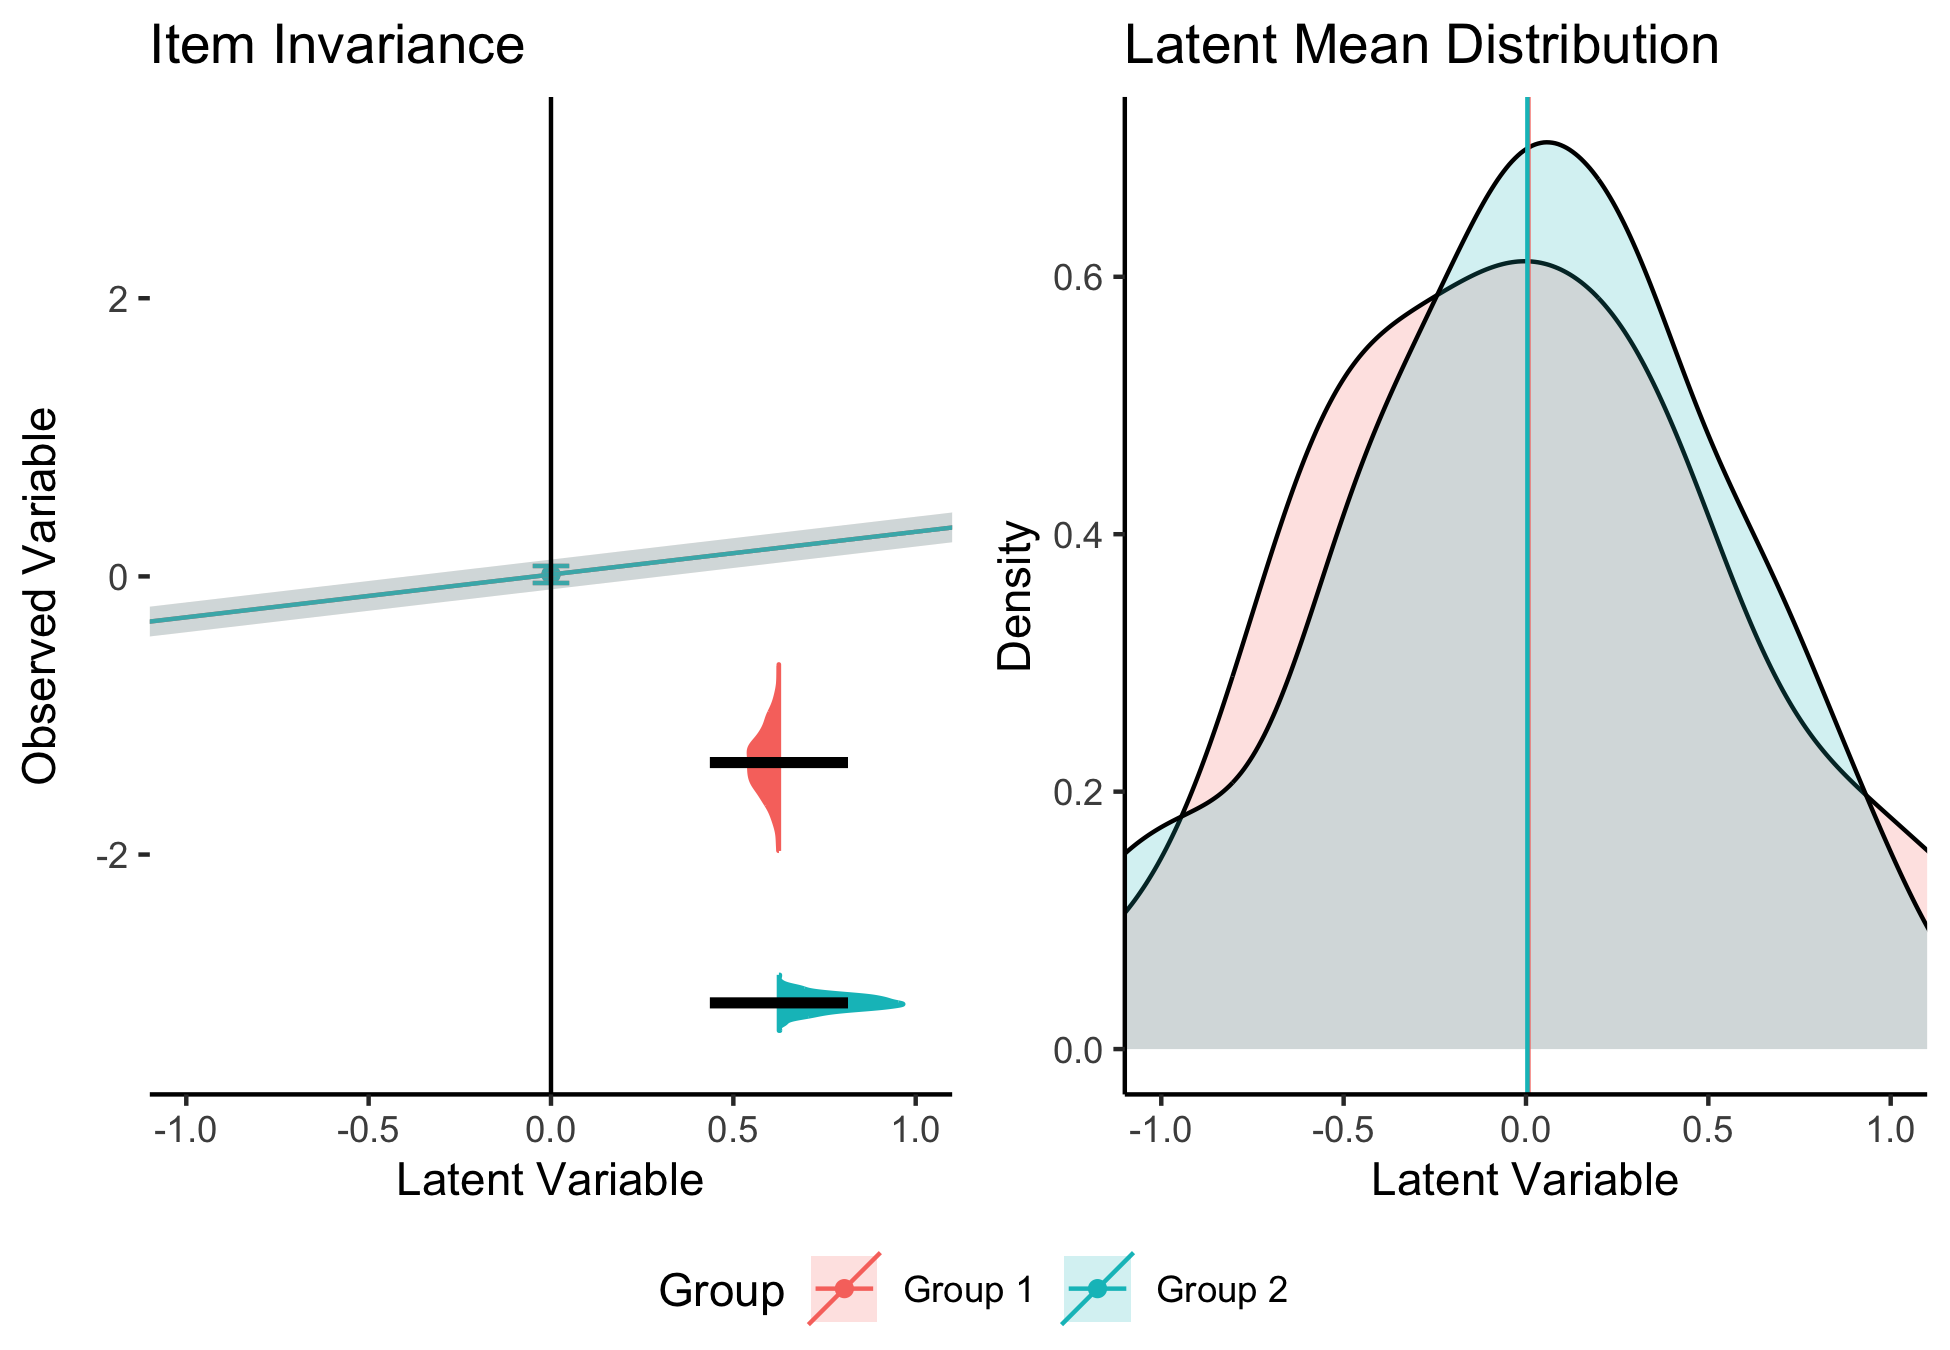 Item Invariance
Observed Variable
2
0
-2
-1.0 -0.5 0.0 0.5 1.0
Latent Variable
Latent Mean Distribution
Density
0.6
0.4
0.2
0.0
-1.0 -0.5 0.0 0.5 1.0
Latent Variable
Group Group 1 Group 2